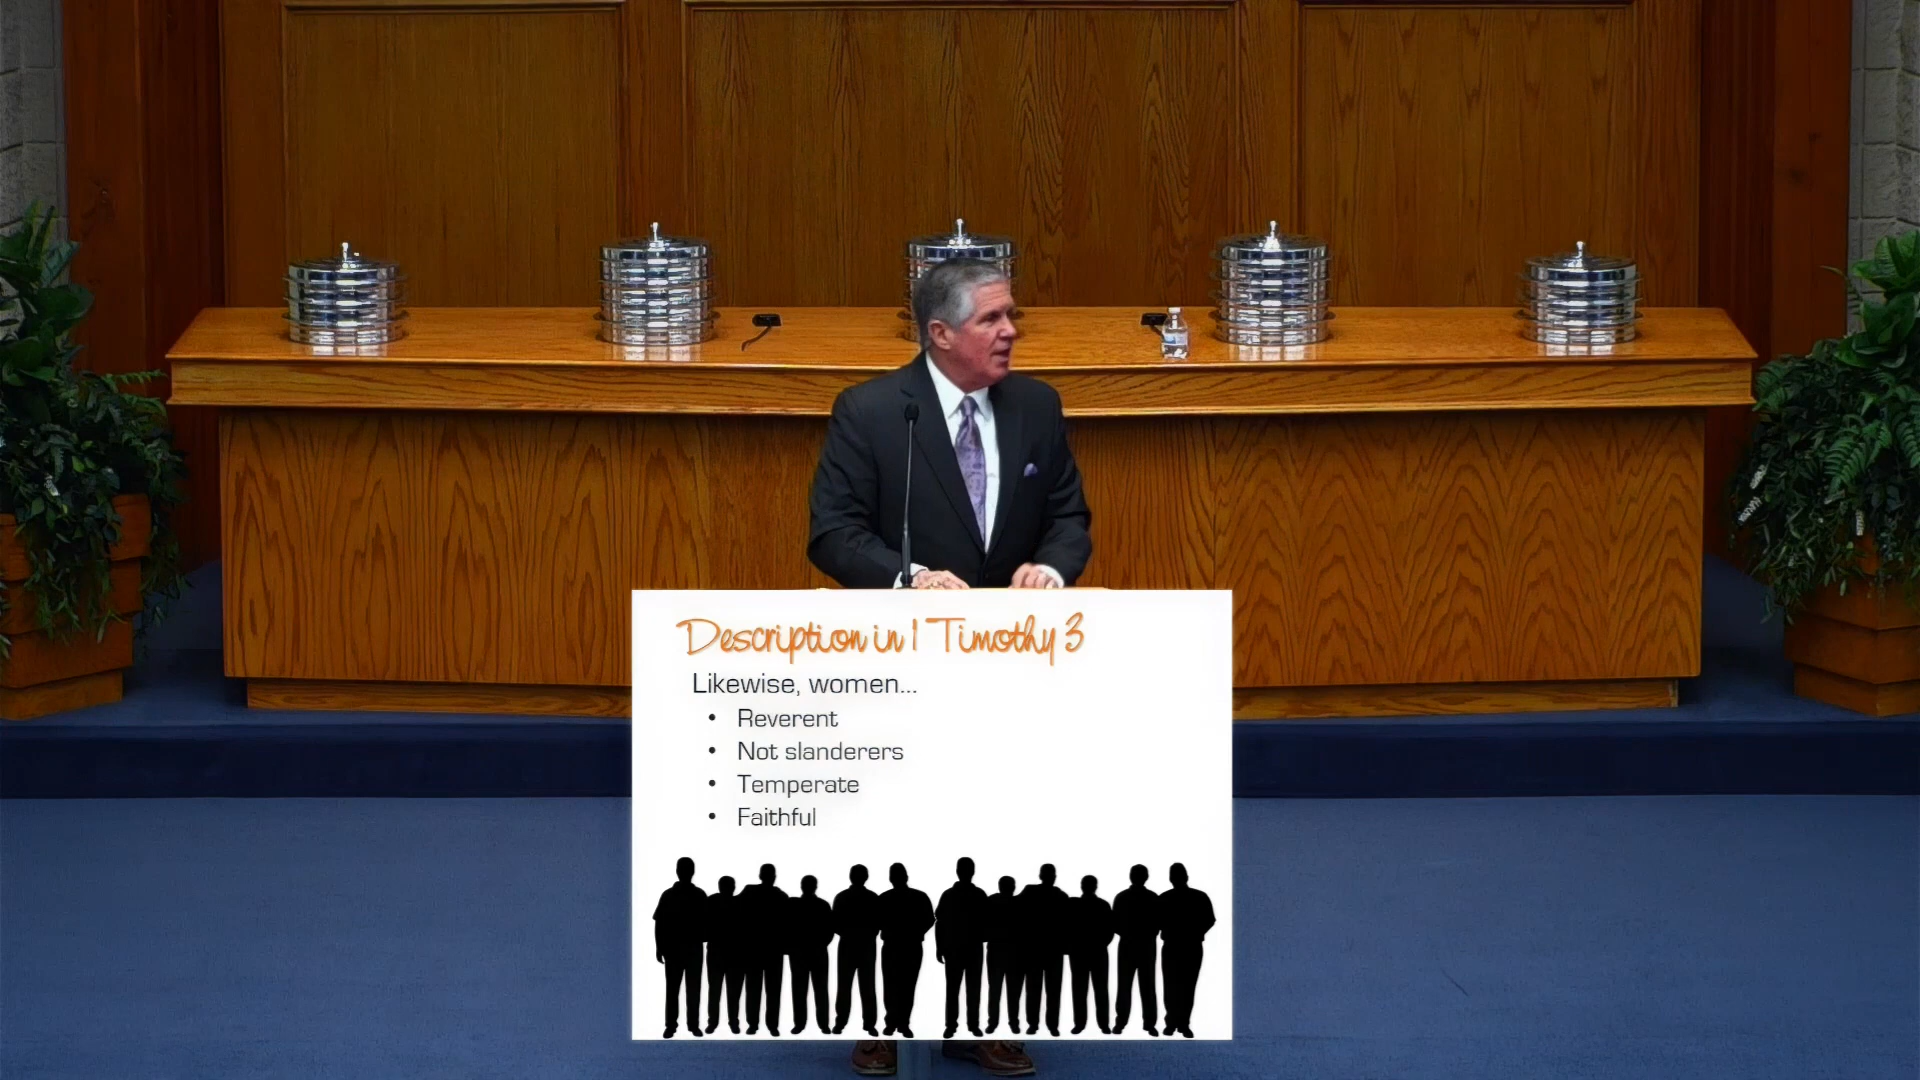 Description in 1 Timothy 3
Likewise, women...
• Reverent
• Not slanderers
• Temperate
• Faithful